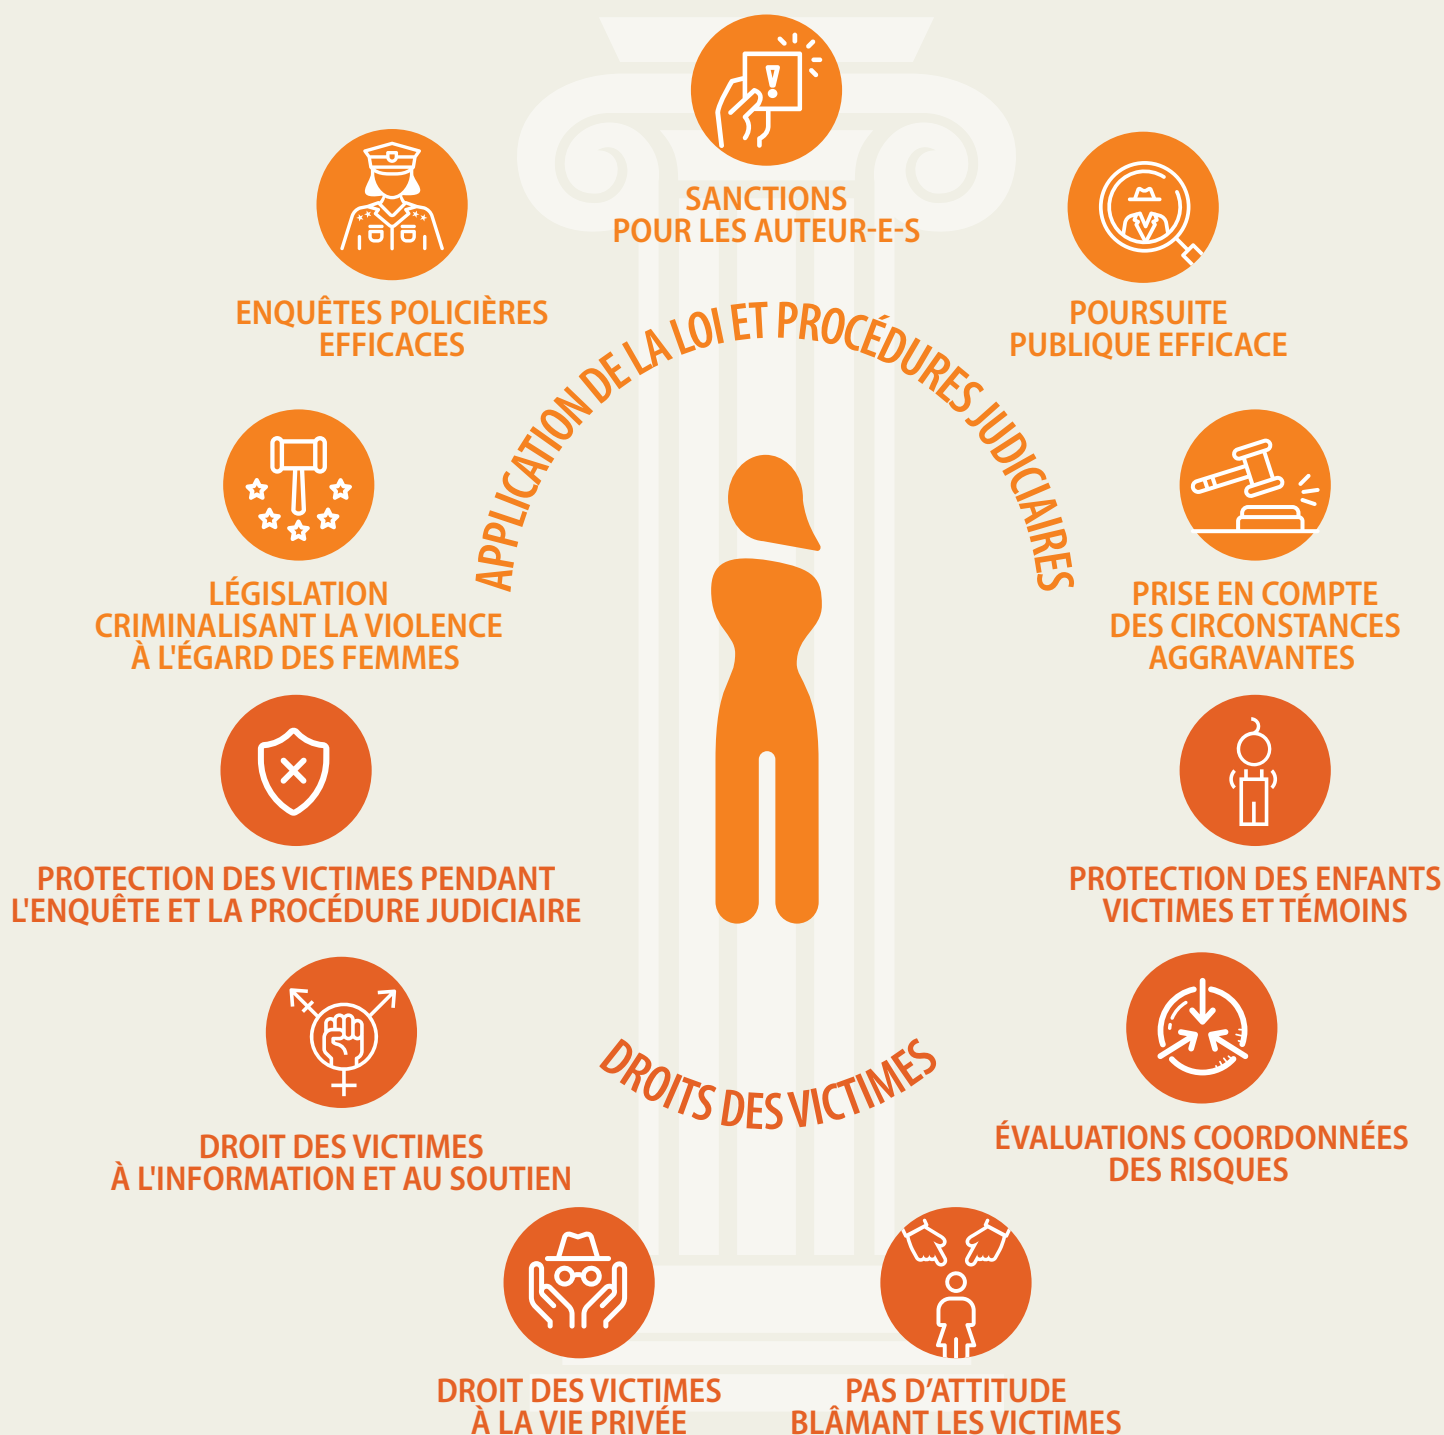 SANCTIONS
POUR LES AUTEUR-E-S
ENQUÊTES POLICIÈRES
EFFICACES
POURSUITE
PUBLIQUE EFFICACE
APPLICATION DE LA LOI ET PROCÉDURES JUDICIAIRES
LÉGISLATION
CRIMINALISANT LA VIOLENCE
À L'ÉGARD DES FEMMES
PRISE EN COMPTE
DES CIRCONSTANCES
AGGRAVANTES
PROTECTION DES VICTIMES PENDANT
L'ENQUÊTE ET LA PROCÉDURE JUDICIAIRE
PROTECTION DES ENFANTS
VICTIMES ET TÉMOINS
DROITS DES VICTIMES
DROIT DES VICTIMES
À L'INFORMATION ET AU SOUTIEN
ÉVALUATIONS COORDONNÉES
DES RISQUES
DROIT DES VICTIMES
À LA VIE PRIVÉE
PAS D’ATTITUDE
BLÂMANT LES VICTIMES